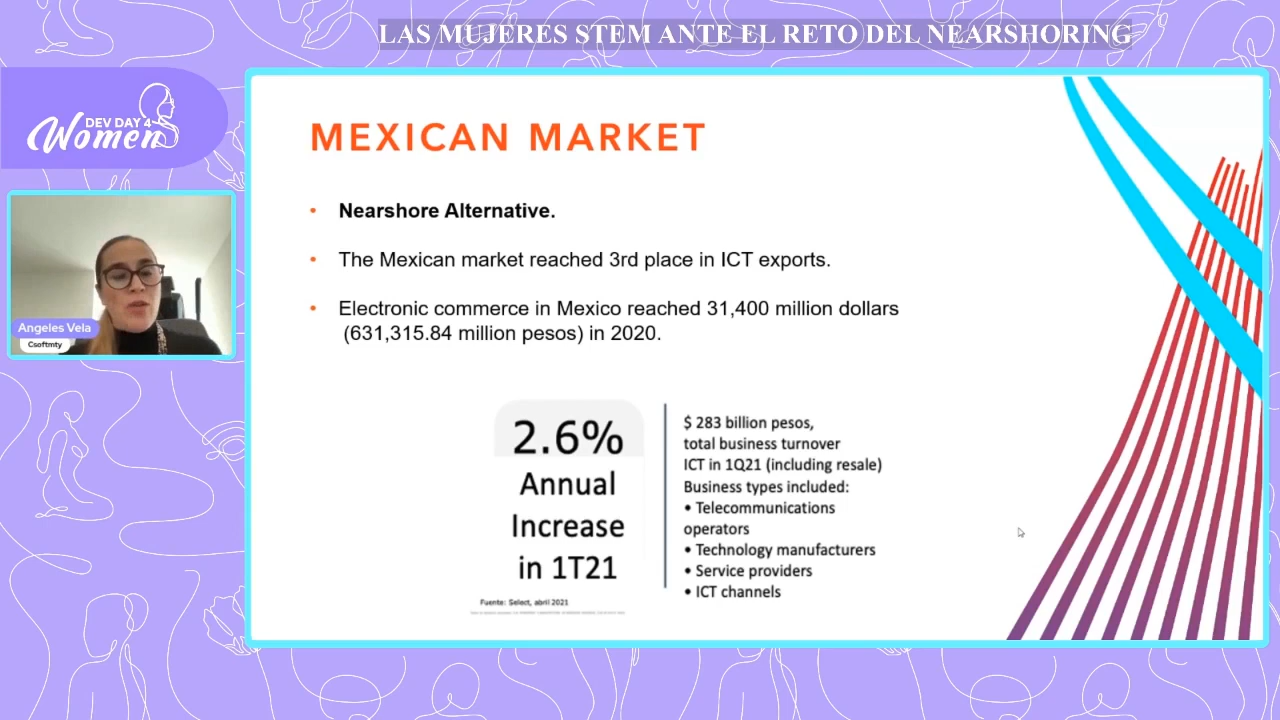 LAS MUJERES STEM ANTE EL RETO DEL NEARSHORING
DEV DAY 4
Women
Angeles Vela
Csoftmty
MEXICAN MARKET
• Nearshore Alternative.
• The Mexican market reached 3rd place in ICT exports.
• Electronic commerce in Mexico reached 31,400 million dollars
(631,315.84 million pesos) in 2020.
2.6%
Annual
Increase
in 1T21
Fuente: Select, abril 2021
$ 283 billion pesos,
total business turnover
ICT in 1Q21 (including resale)
Business types included:
• Telecommunications
operators
• Technology manufacturers
• Service providers
• ICT channels